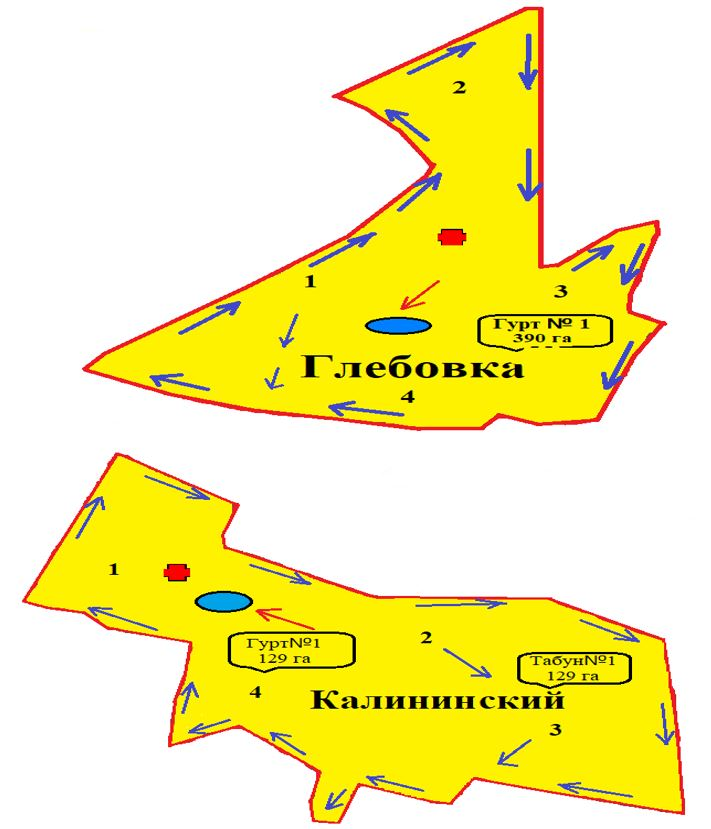 2
1
3
Гурт № 1
390 га
Глебовка
4
1
Гурт№1
129 га
2
Табун№1
129 га
4
Калининский
3